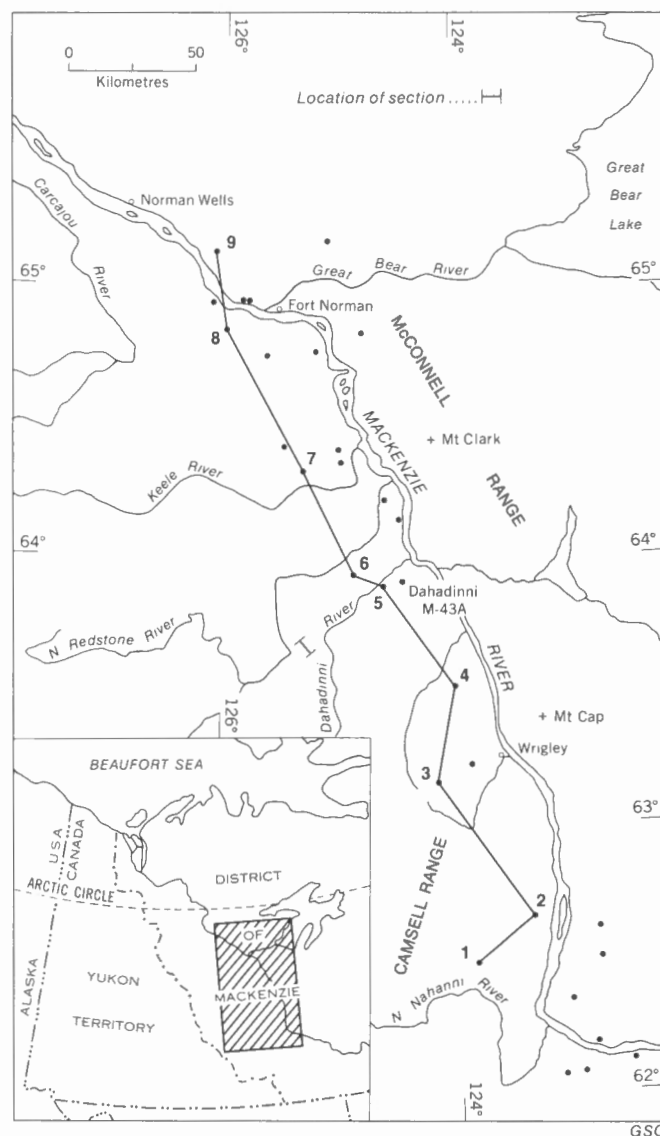 126°
124°
0 50
Kilometres
Location of section.....
Great
Bear
Lake
Carcajou
River
Norman Wells
9
65°
65°
Great Bear River
Fort Norman
8
McCONNELL
RANGE
MACKENZIE
RIVER
+ Mt Clark
7
Keele River
64°
64°
6
5
Dahadinni
M-43A
N Redstone River
Dahadinni
River
4
126°
+ Mt Cap
Wrigley
3
63°
CAMSELL RANGE
2
1
N Nahanni River
62°
124°
BEAUFORT SEA
USA
CANADA
DISTRICT
ARCTIC CIRCLE
OF
MACKENZIE
ALASKA
YUKON
TERRITORY
GSC